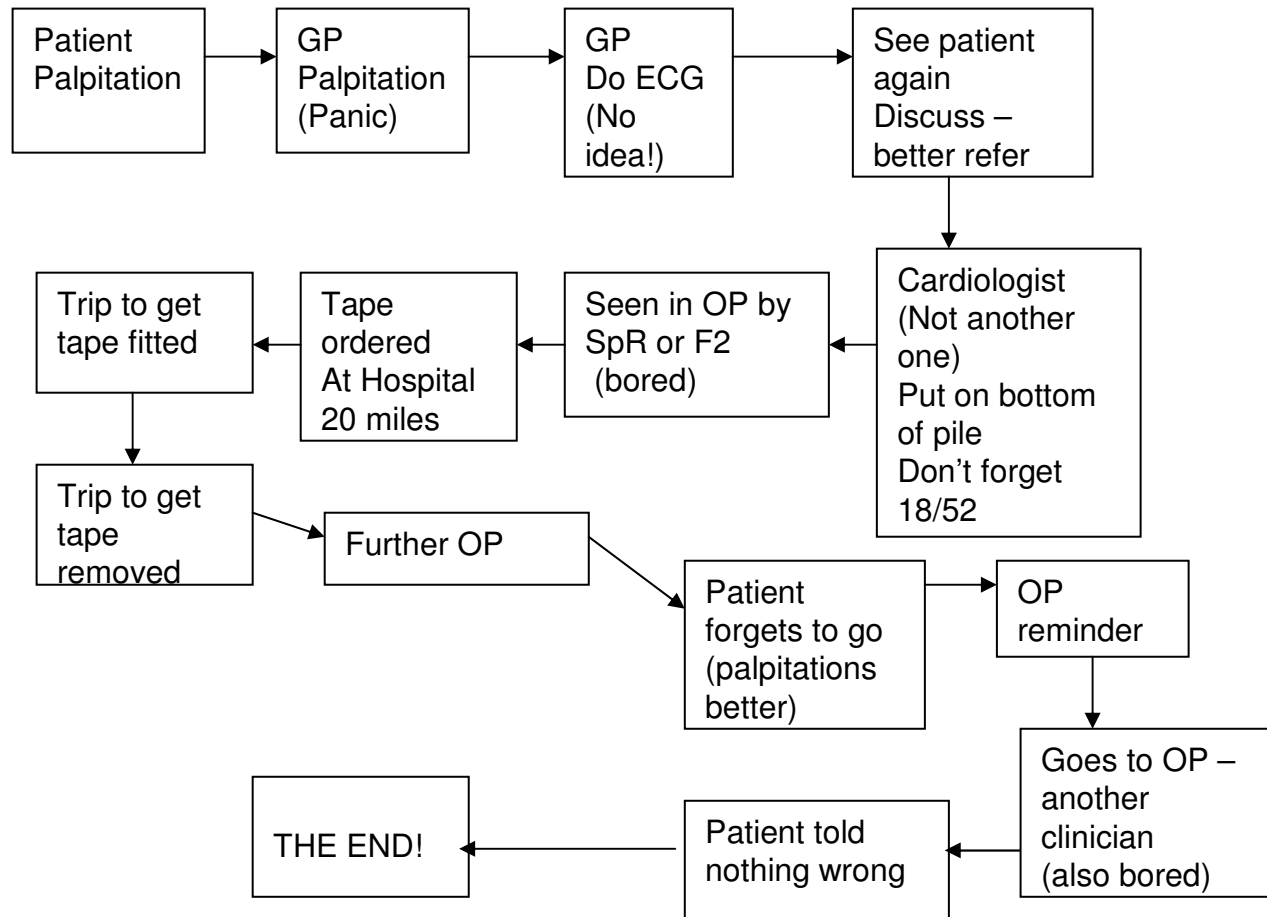 Patient
Palpitation
GP
Palpitation
(Panic)
GP
Do ECG
(No
idea!)
See patient
again
Discuss –
better refer
Cardiologist
(Not another
one)
Put on bottom
of pile
Don’t forget
18/52
Seen in OP by
SpR or F2
(bored)
Tape
ordered
At Hospital
20 miles
Trip to get
tape fitted
Trip to get
tape
removed
Further OP
Patient
forgets to go
(palpitations
better)
OP
reminder
Goes to OP –
another
clinician
(also bored)
Patient told
nothing wrong
THE END!